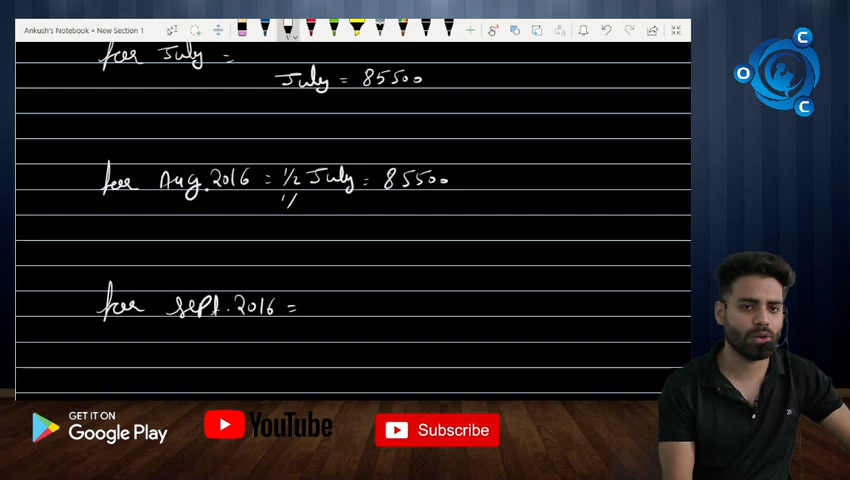 Ankush's Notebook » New Section 1
for July =
July = 85500
for Aug. 2016 = 1/2 July = 85500
1/
for Sept. 2016 =
O C C
GET IT ON
Google Play
YouTube
Subscribe